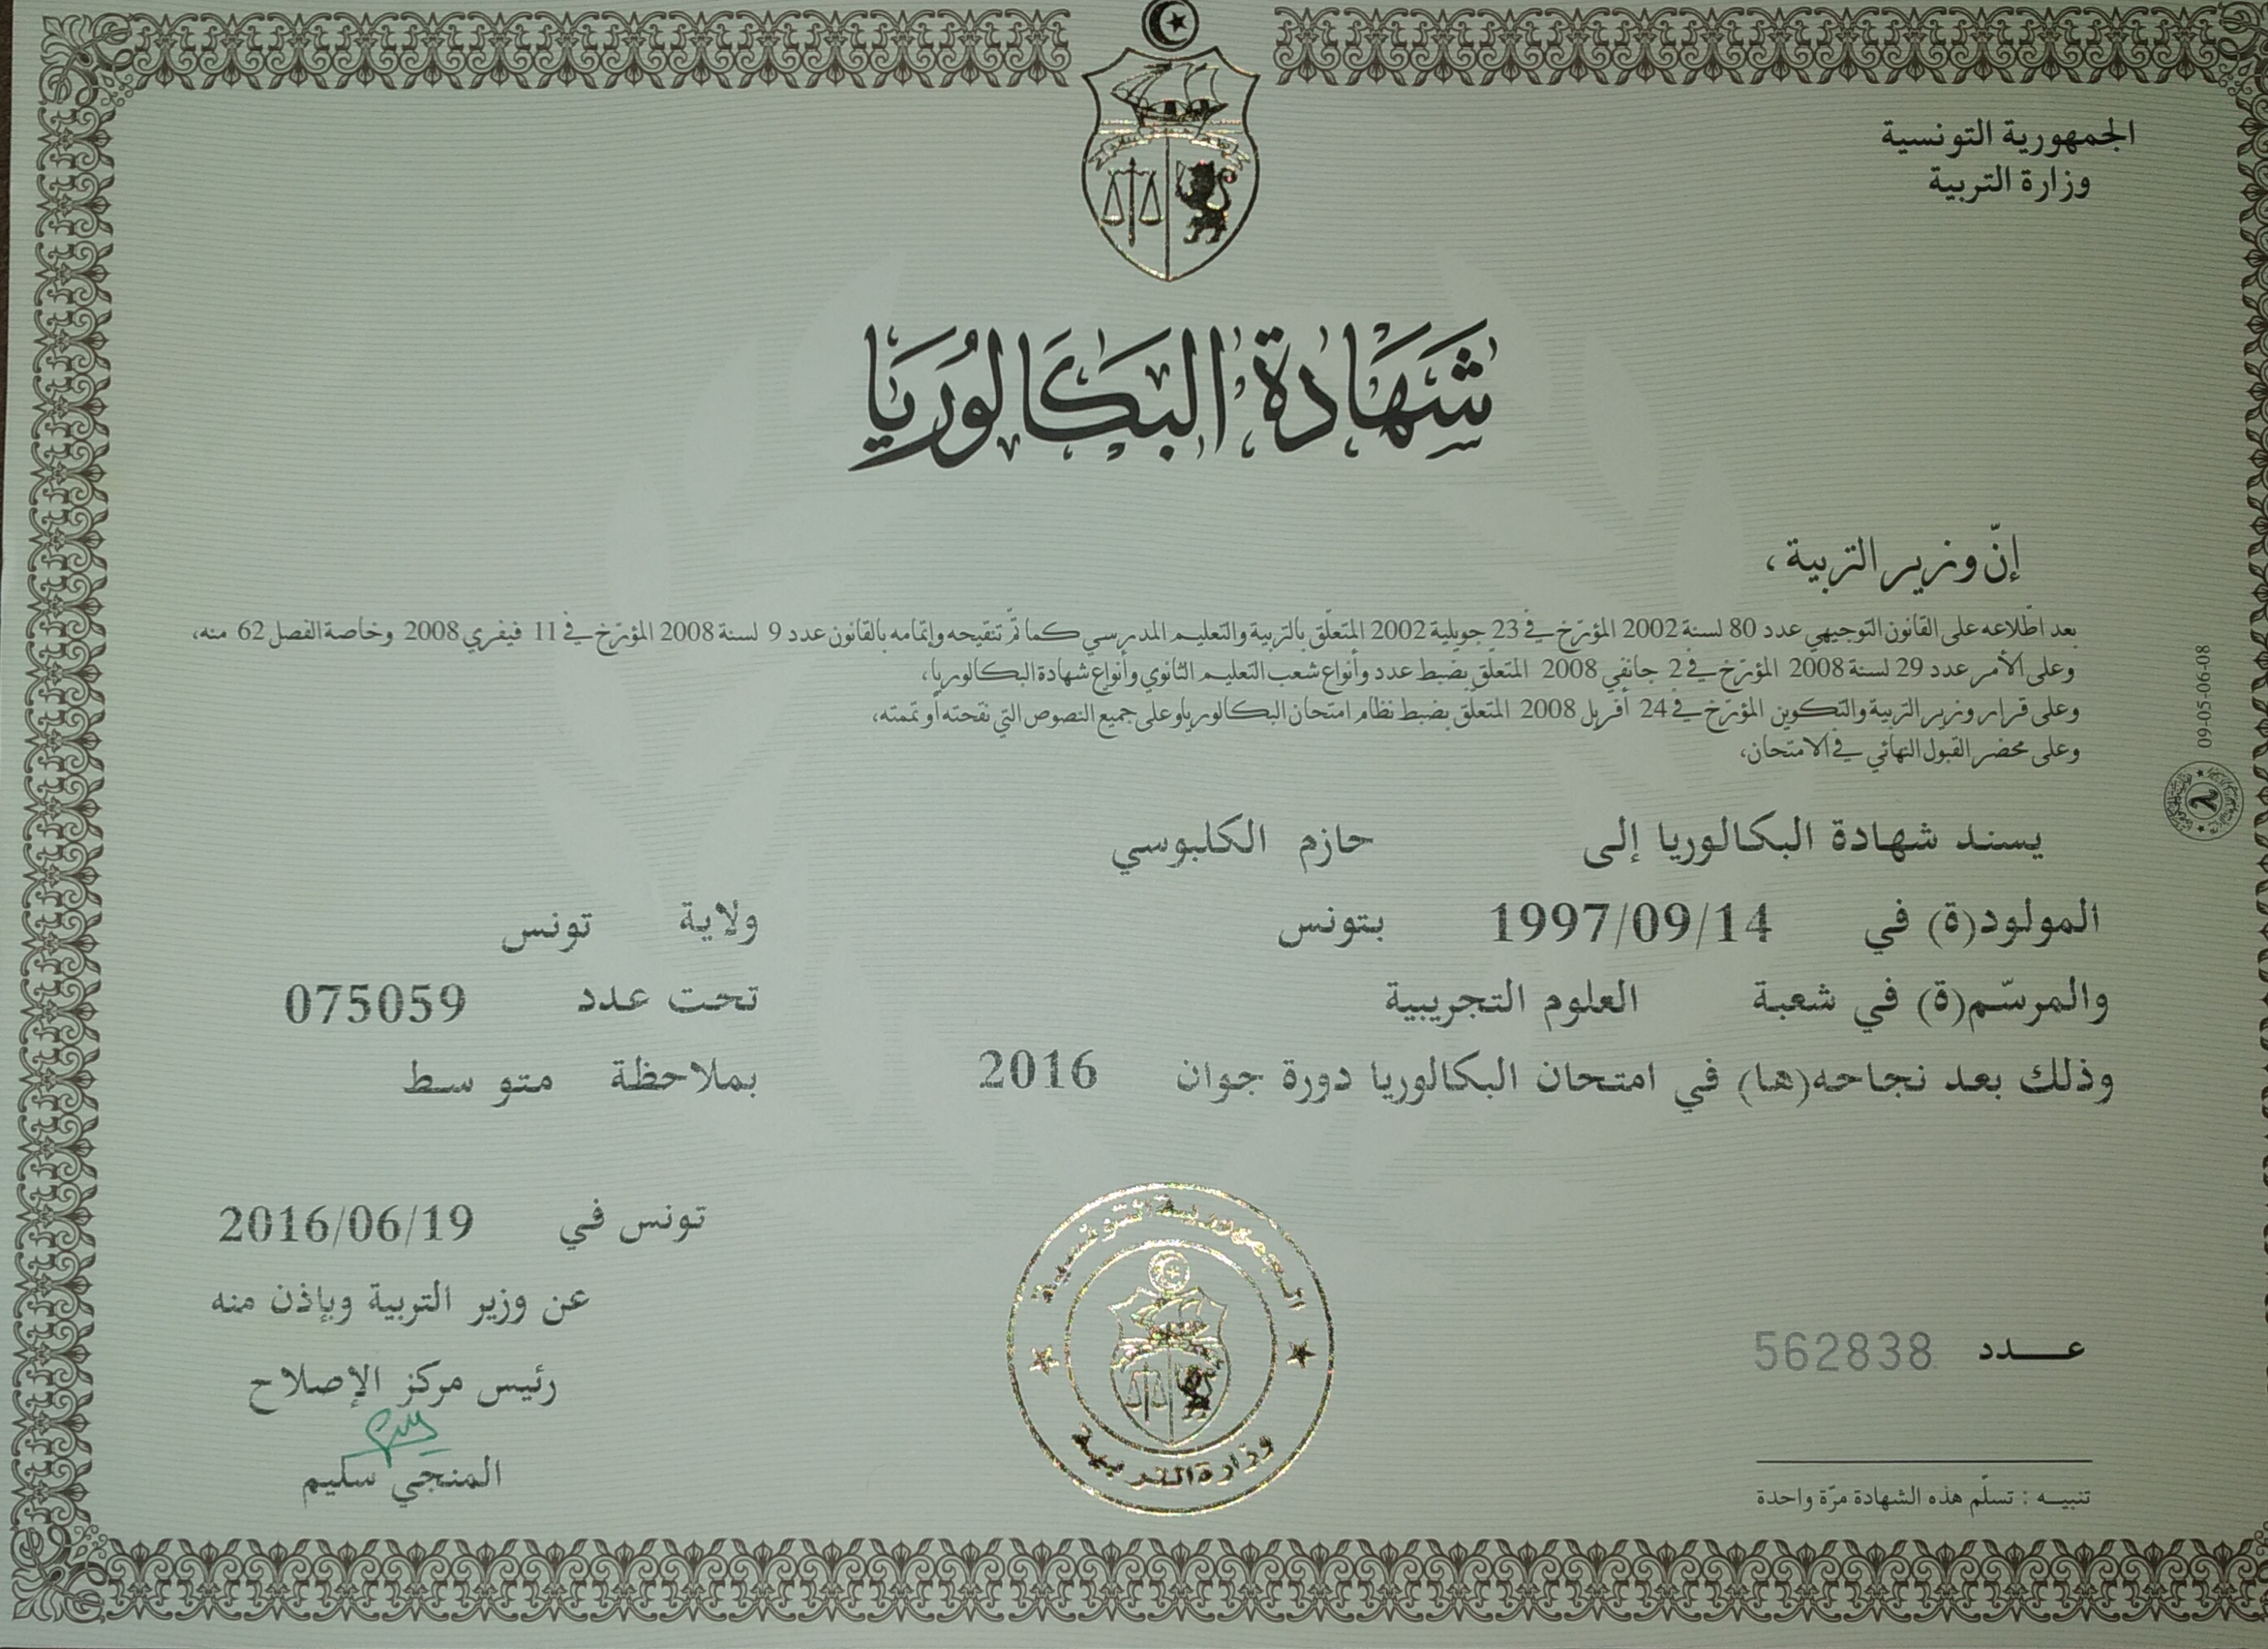 الجمهورية التونسية
وزارة التربية
شَهَادَة البَكَالُورِيَا
إنّ وزير التربية،
بعد اطّلاعه على القانون التوجيهي عدد 80 لسنة 2002 المؤرّخ في 23 جويلية 2002 المتعلّق بالتربية والتعليم المدرسي كما تمّ تنقيحه وإتمامه بالقانون عدد 9 لسنة 2008 المؤرّخ في 11 فيفري 2008 وخاصة الفصل 62 منه،
وعلى الأمر عدد 29 لسنة 2008 المؤرّخ في 2 جانفي 2008 المتعلّق بضبط عدد وأنواع شعب التعليم الثانوي وأنواع شهادة البكالوريا،
وعلى قرار وزير التربية والتكوين المؤرّخ في 24 أفريل 2008 المتعلّق بضبط نظام امتحان البكالوريا وعلى جميع النصوص التي نقحته أو تممته،
وعلى محضر القبول النهائي في الامتحان،
09-05-06-08
يسند شهادة البكالوريا إلى حازم الكلبوسي
المولود(ة) في 1997/09/14 بتونس ولاية تونس
والمرسّم(ة) في شعبة العلوم التجريبية تحت عدد 075059
وذلك بعد نجاحه(ها) في امتحان البكالوريا دورة جوان 2016 بملاحظة متوسط
تونس في 2016/06/19
عن وزير التربية وبإذن منه
رئيس مركز الإصلاح
المنجي سليم
الجمهورية التونسية
وزارة التربية
عدد 562838
تنبيه : تسلّم هذه الشهادة مرّة واحدة